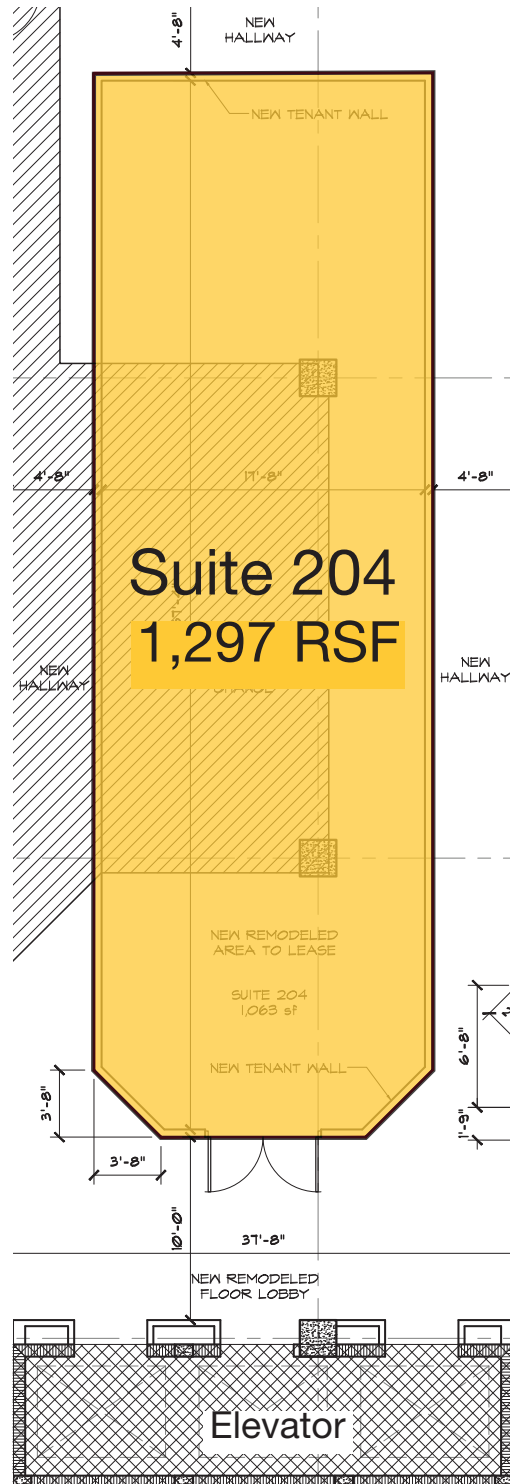 4'-8"
NEW
HALLWAY
NEW TENANT WALL
4'-8"
17'-8"
4'-8"
Suite 204
1,297 RSF
NEW
HALLWAY
NEW
HALLWAY
NEW REMODELED
AREA TO LEASE
SUITE 204
1,063 sf
NEW TENANT WALL
6'-8"
3'-8"
1'-9"
3'-8"
10'-0"
37'-8"
NEW REMODELED
FLOOR LOBBY
Elevator